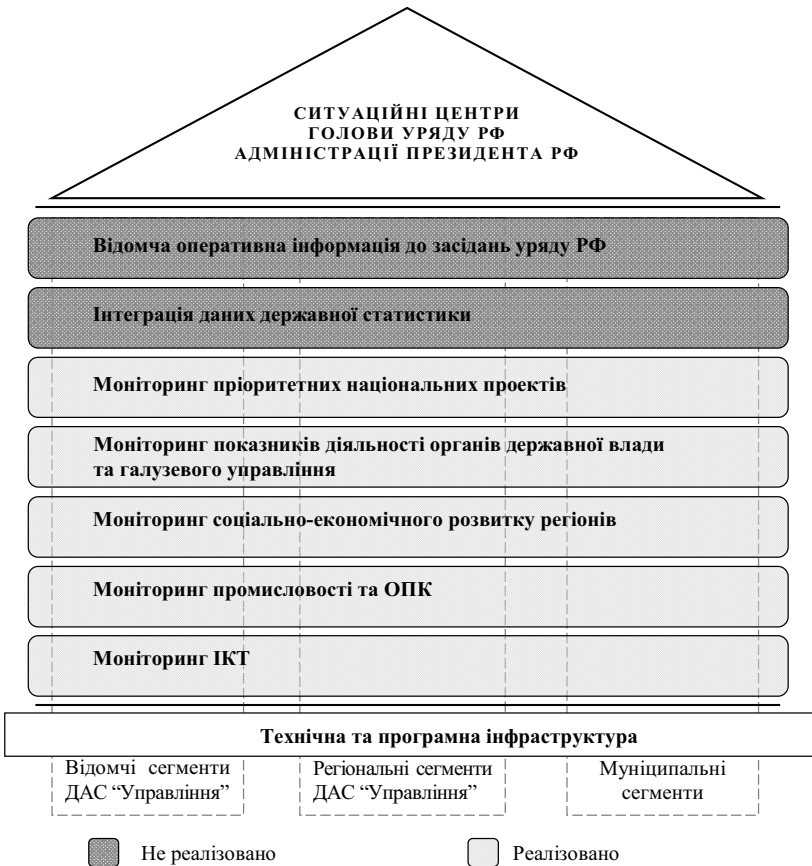 СИТУАЦІЙНІ ЦЕНТРИ
ГОЛОВИ УРЯДУ РФ
АДМІНІСТРАЦІЇ ПРЕЗИДЕНТА РФ
Відомча оперативна інформація до засідань уряду РФ
Інтеграція даних державної статистики
Моніторинг пріоритетних національних проектів
Моніторинг показників діяльності органів державної влади
та галузевого управління
Моніторинг соціально-економічного розвитку регіонів
Моніторинг промисловості та ОПК
Моніторинг ІКТ
Технічна та програмна інфраструктура
Відомчі сегменти
ДАС “Управління”
Регіональні сегменти
ДАС “Управління”
Муніципальні
сегменти
Не реалізовано
Реалізовано